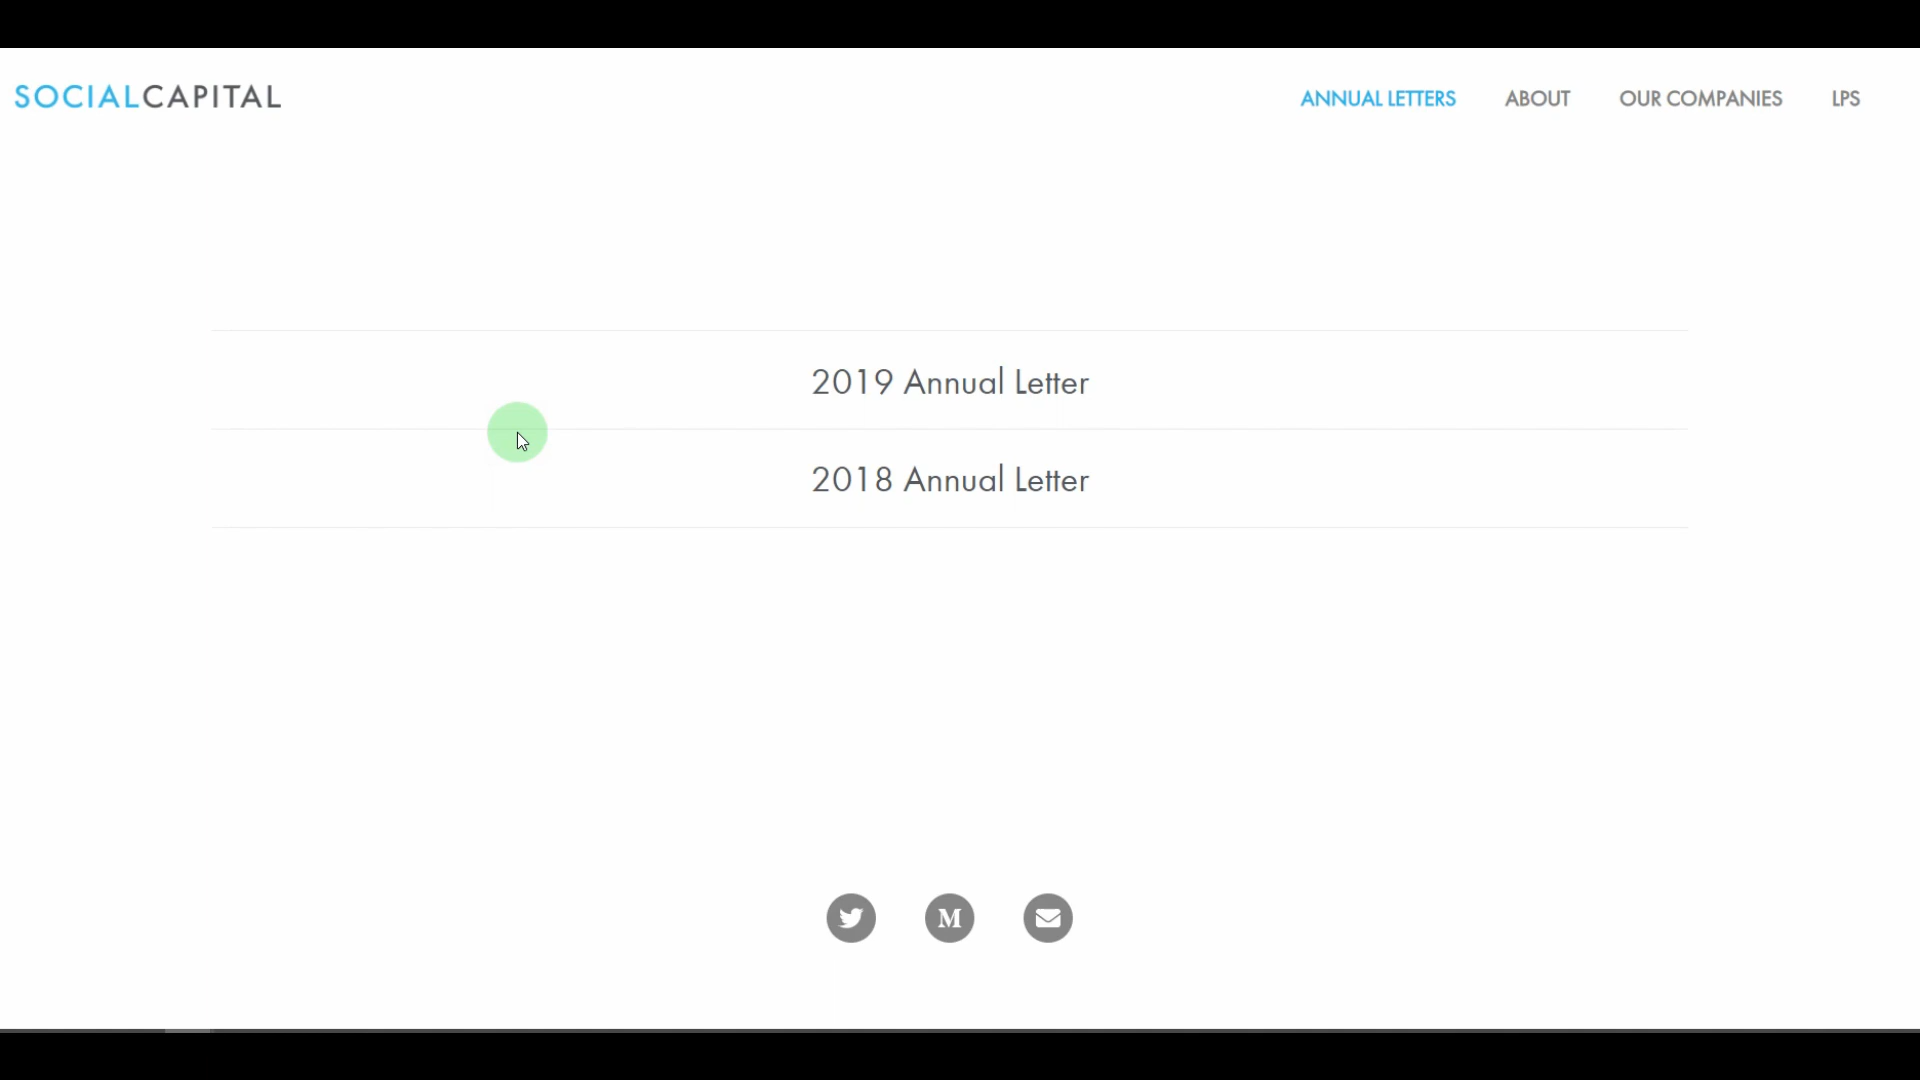 SOCIALCAPITAL
ANNUAL LETTERS ABOUT OUR COMPANIES LPS
2019 Annual Letter
2018 Annual Letter
M